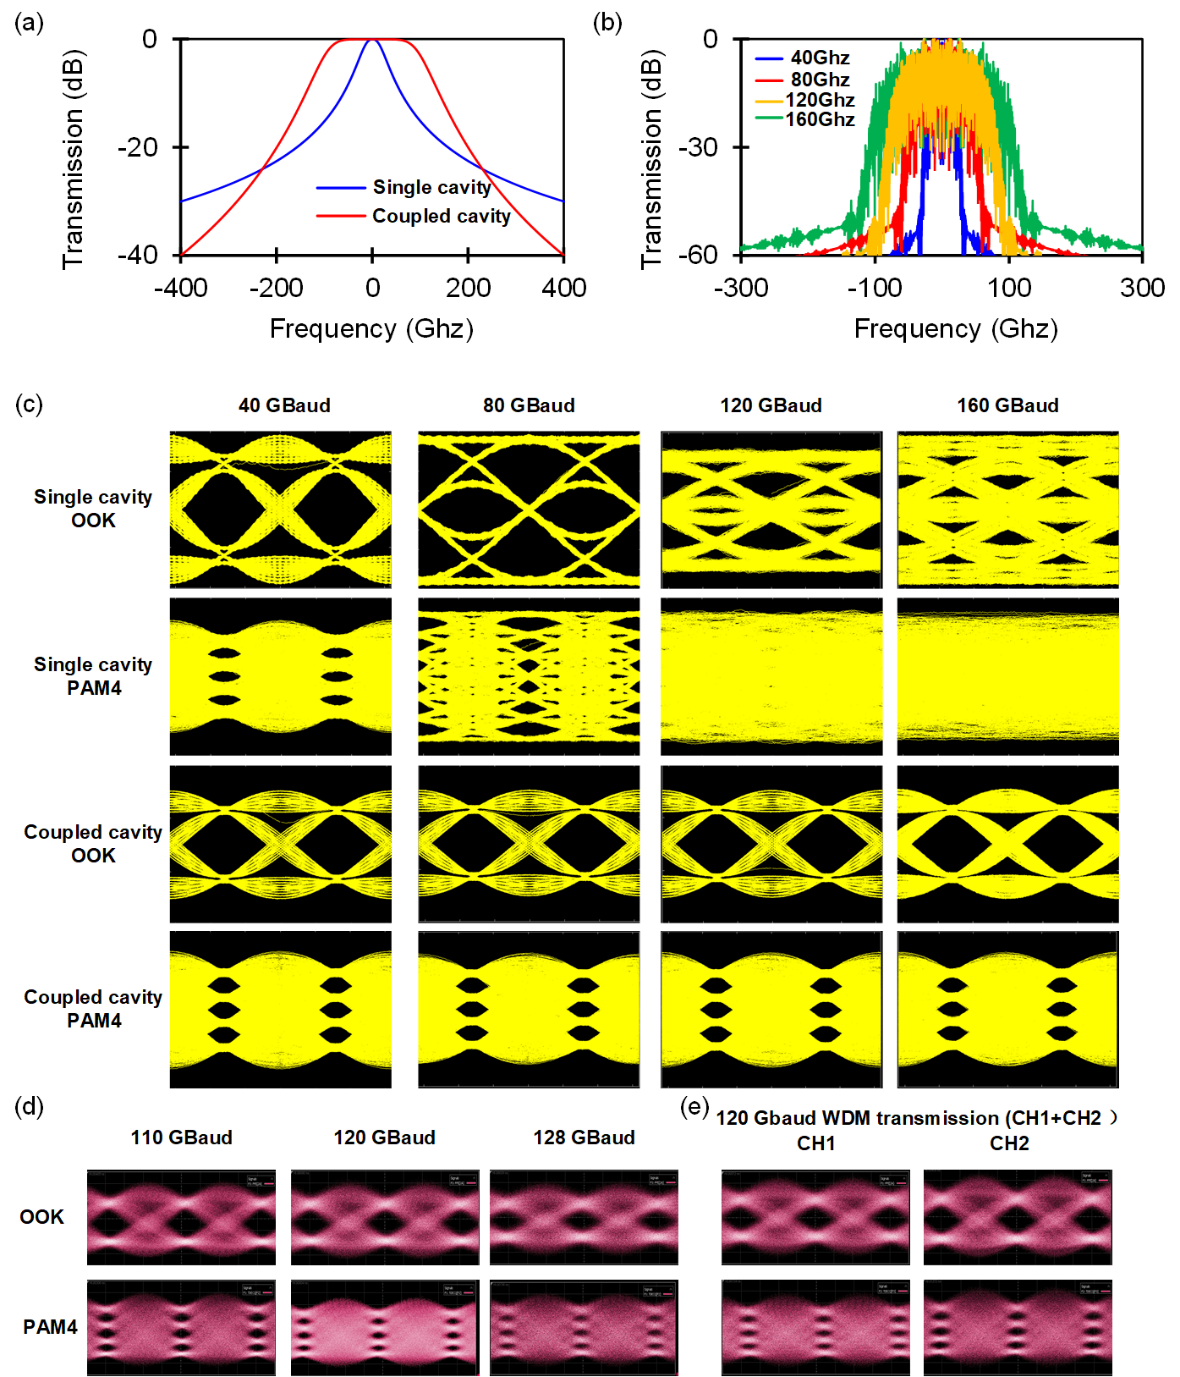 (a)
0
-20
-40
Transmission (dB)
Single cavity
Coupled cavity
-400
-200
0
200
400
Frequency (Ghz)
(b)
0
-30
-60
Transmission (dB)
40Ghz
80Ghz
120Ghz
160Ghz
-300
-100
100
300
Frequency (Ghz)
(c)
40 GBaud
80 GBaud
120 GBaud
160 GBaud
Single cavity
OOK
Single cavity
PAM4
Coupled cavity
OOK
Coupled cavity
PAM4
(d)
110 GBaud
120 GBaud
128 GBaud
OOK
PAM4
(e)
120 Gbaud WDM transmission (CH1+CH2）
CH1
CH2